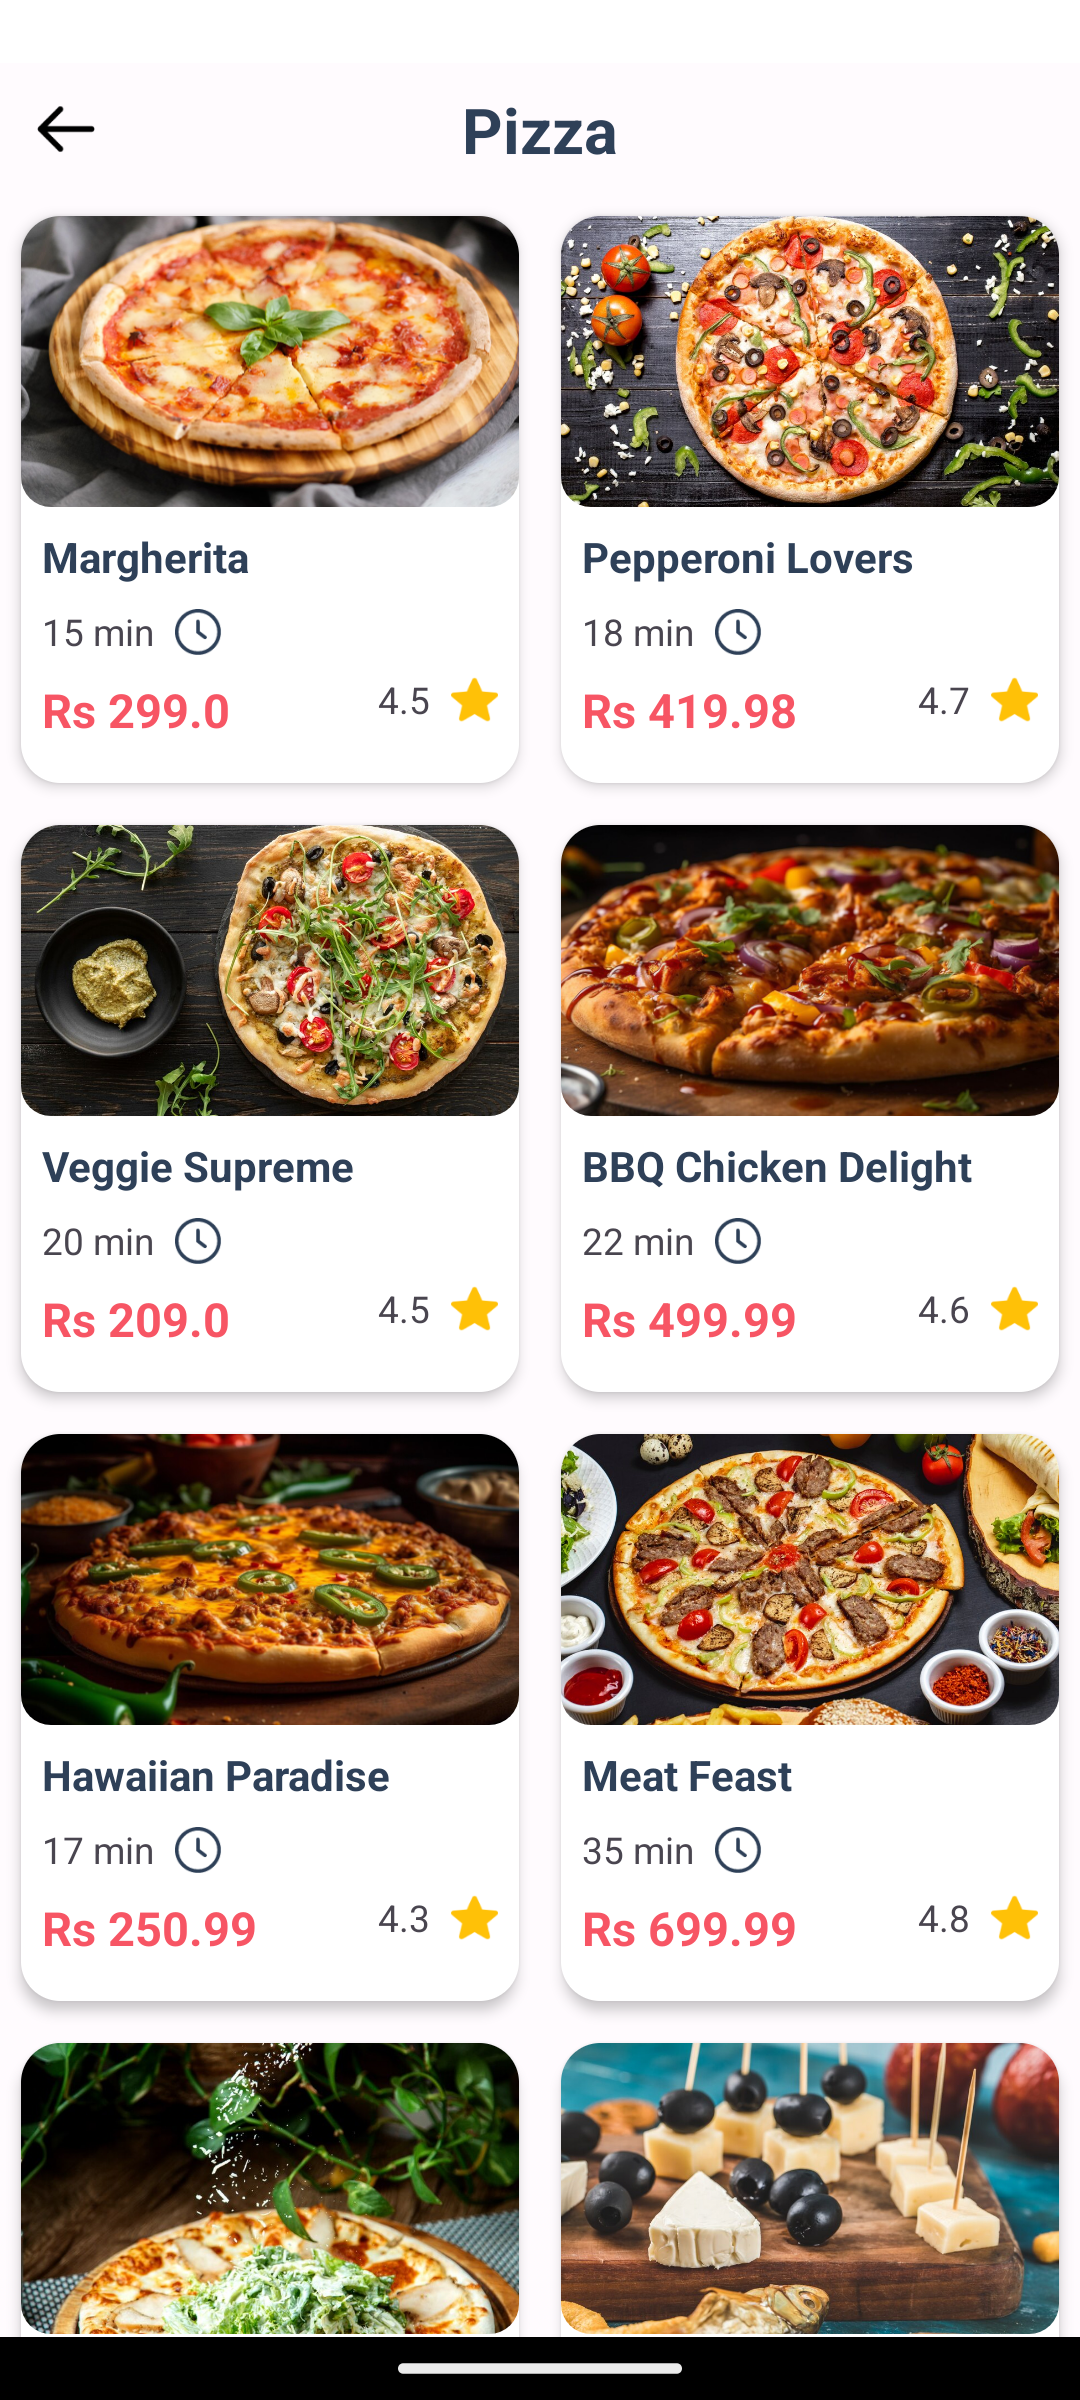 Pizza
Margherita
15 min
Rs 299.0
4.5
Pepperoni Lovers
18 min
Rs 419.98
4.7
Veggie Supreme
20 min
Rs 209.0
4.5
BBQ Chicken Delight
22 min
Rs 499.99
4.6
Hawaiian Paradise
17 min
Rs 250.99
4.3
Meat Feast
35 min
Rs 699.99
4.8